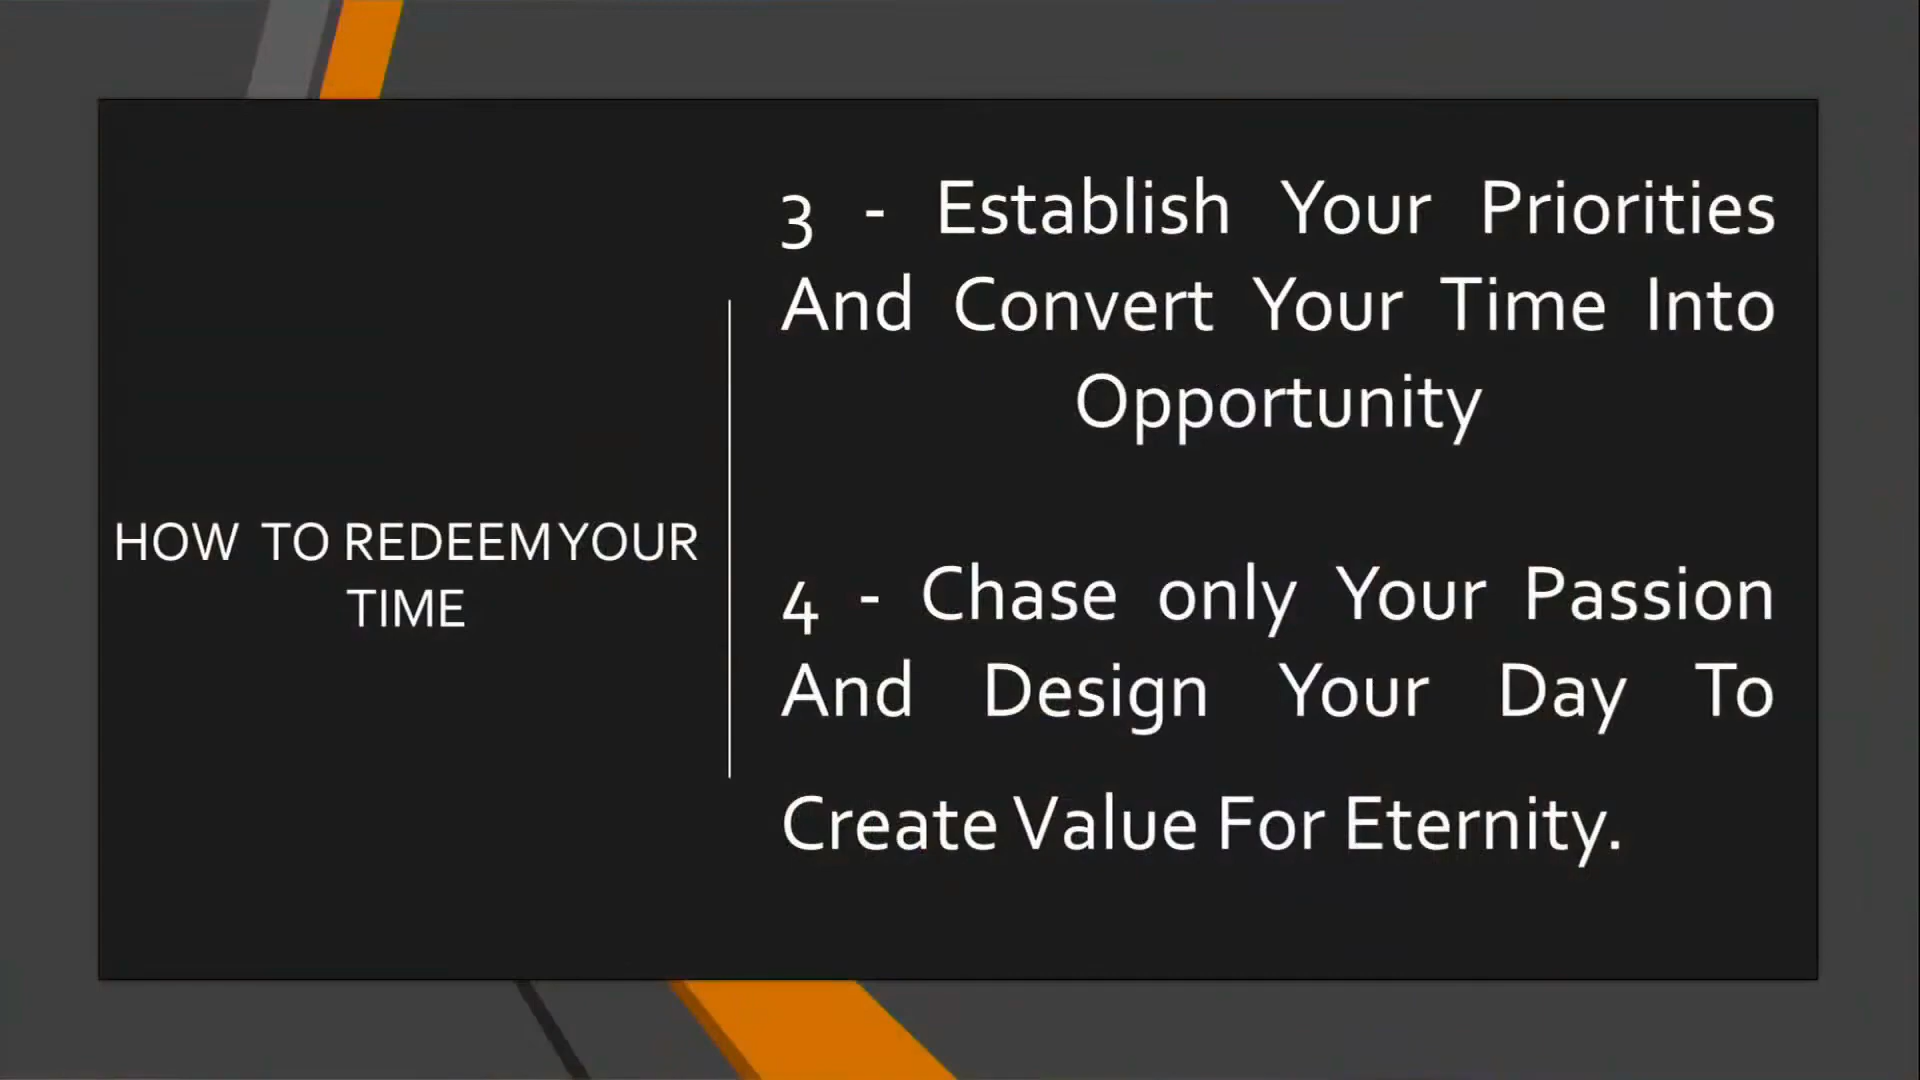 HOW TO REDEEM YOUR
TIME
3 - Establish Your Priorities
And Convert Your Time Into
Opportunity
4 - Chase only Your Passion
And Design Your Day To
Create Value For Eternity.